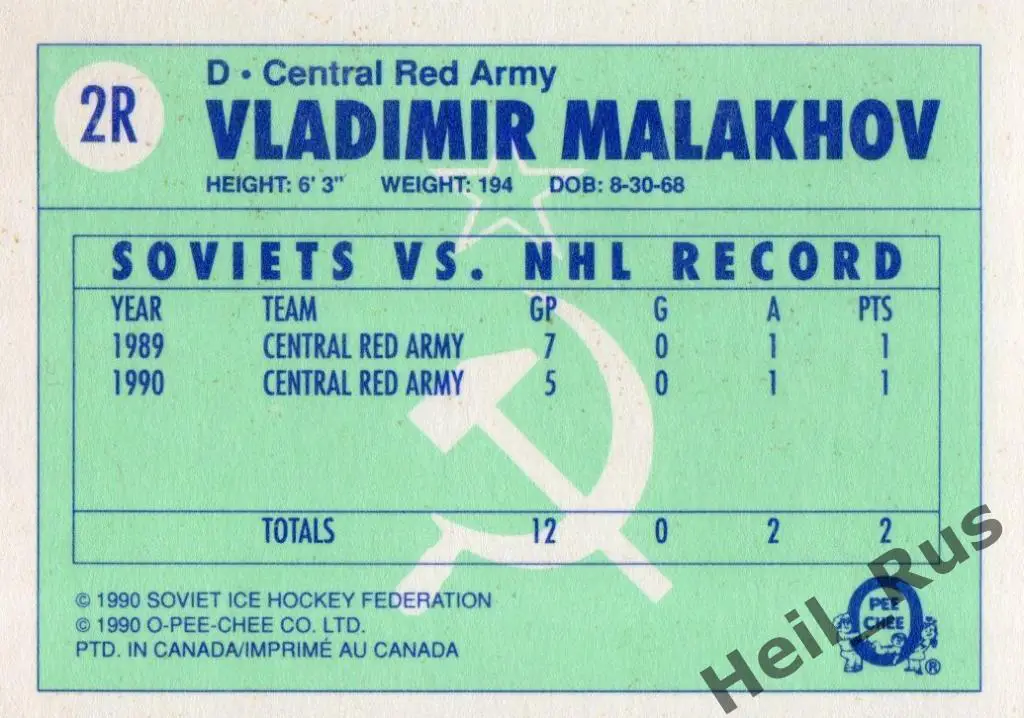 2R
D • Central Red Army
VLADIMIR MALAKHOV
HEIGHT: 6' 3" WEIGHT: 194 DOB: 8-30-68
SOVIETS VS. NHL RECORD
YEAR TEAM GP G A PTS
1989 CENTRAL RED ARMY 7 0 1 1
1990 CENTRAL RED ARMY 5 0 1 1
TOTALS 12 0 2 2
© 1990 SOVIET ICE HOCKEY FEDERATION
© 1990 O-PEE-CHEE CO. LTD.
PTD. IN CANADA/IMPRIMÉ AU CANADA
O
PEE
CHEE
®
Heil_Rus